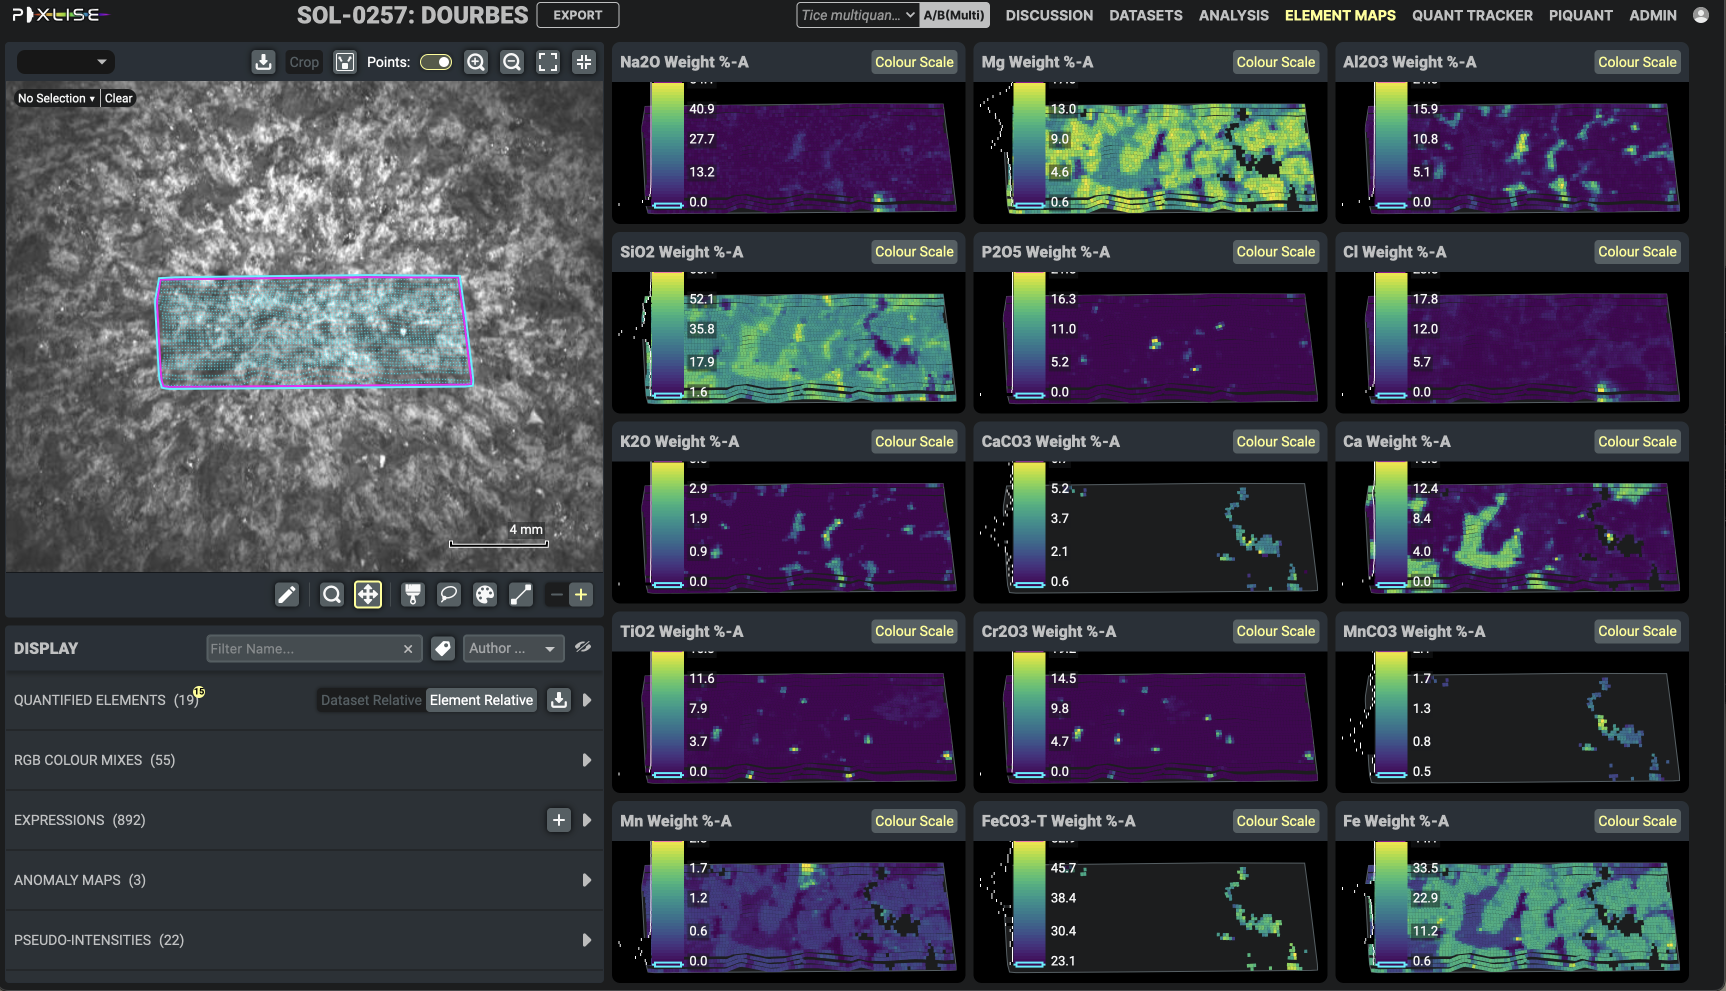 PIXLISE
SOL-0257: DOURBES
EXPORT
Tice multiquan...
A/B(Multi)
DISCUSSION
DATASETS
ANALYSIS
ELEMENT MAPS
QUANT TRACKER
PIQUANT
ADMIN
Crop
Points:
No Selection ▾
Clear
4 mm
DISPLAY
Filter Name...
Author ...
QUANTIFIED ELEMENTS (19)
15
Dataset Relative
Element Relative
RGB COLOUR MIXES (55)
EXPRESSIONS (892)
ANOMALY MAPS (3)
PSEUDO-INTENSITIES (22)
Na2O Weight %-A
Colour Scale
40.9
27.7
13.2
0.0
Mg Weight %-A
Colour Scale
13.0
9.0
4.6
0.6
Al2O3 Weight %-A
Colour Scale
15.9
10.8
5.1
0.0
SiO2 Weight %-A
Colour Scale
52.1
35.8
17.9
1.6
P2O5 Weight %-A
Colour Scale
16.3
11.0
5.2
0.0
Cl Weight %-A
Colour Scale
17.8
12.0
5.7
0.0
K2O Weight %-A
Colour Scale
2.9
1.9
0.9
0.0
CaCO3 Weight %-A
Colour Scale
5.2
3.7
2.1
0.6
Ca Weight %-A
Colour Scale
12.4
8.4
4.0
0.0
TiO2 Weight %-A
Colour Scale
11.6
7.9
3.7
0.0
Cr2O3 Weight %-A
Colour Scale
14.5
9.8
4.7
0.0
MnCO3 Weight %-A
Colour Scale
1.7
1.3
0.8
0.5
Mn Weight %-A
Colour Scale
1.7
1.2
0.6
0.0
FeCO3-T Weight %-A
Colour Scale
45.7
38.4
30.4
23.1
Fe Weight %-A
Colour Scale
33.5
22.9
11.2
0.6